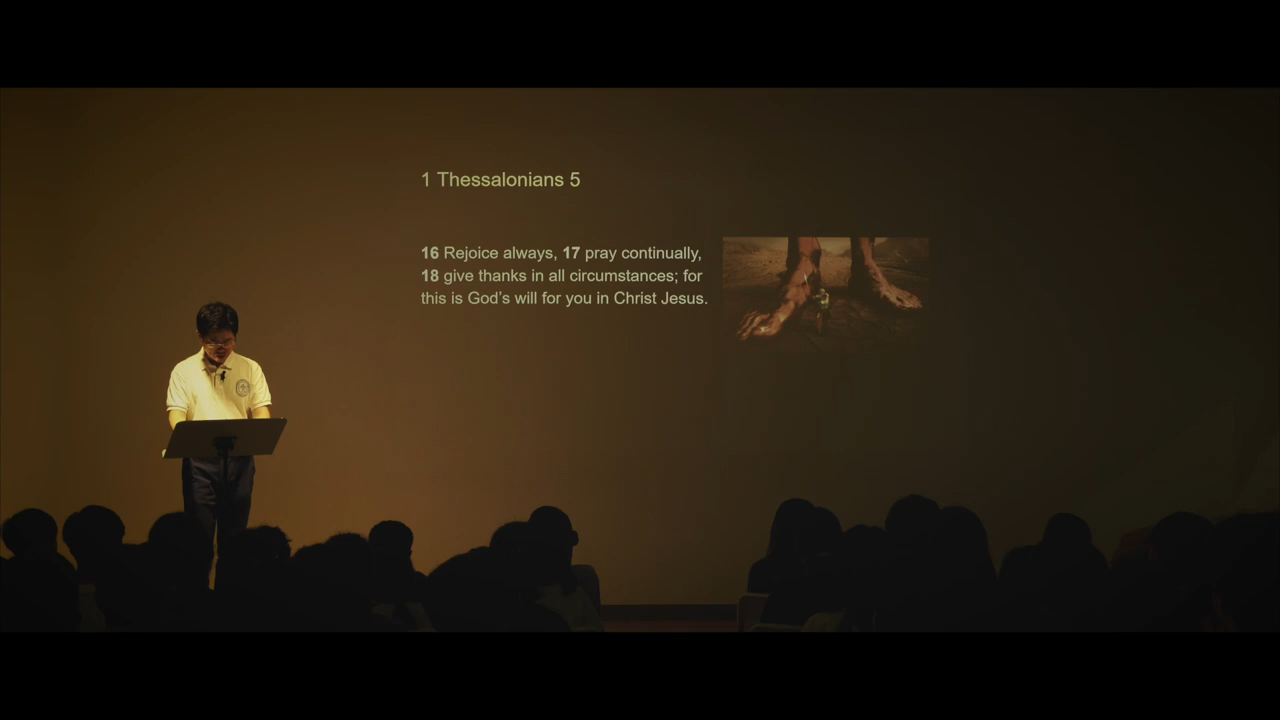 1 Thessalonians 5
16 Rejoice always, 17 pray continually,
18 give thanks in all circumstances; for
this is God’s will for you in Christ Jesus.